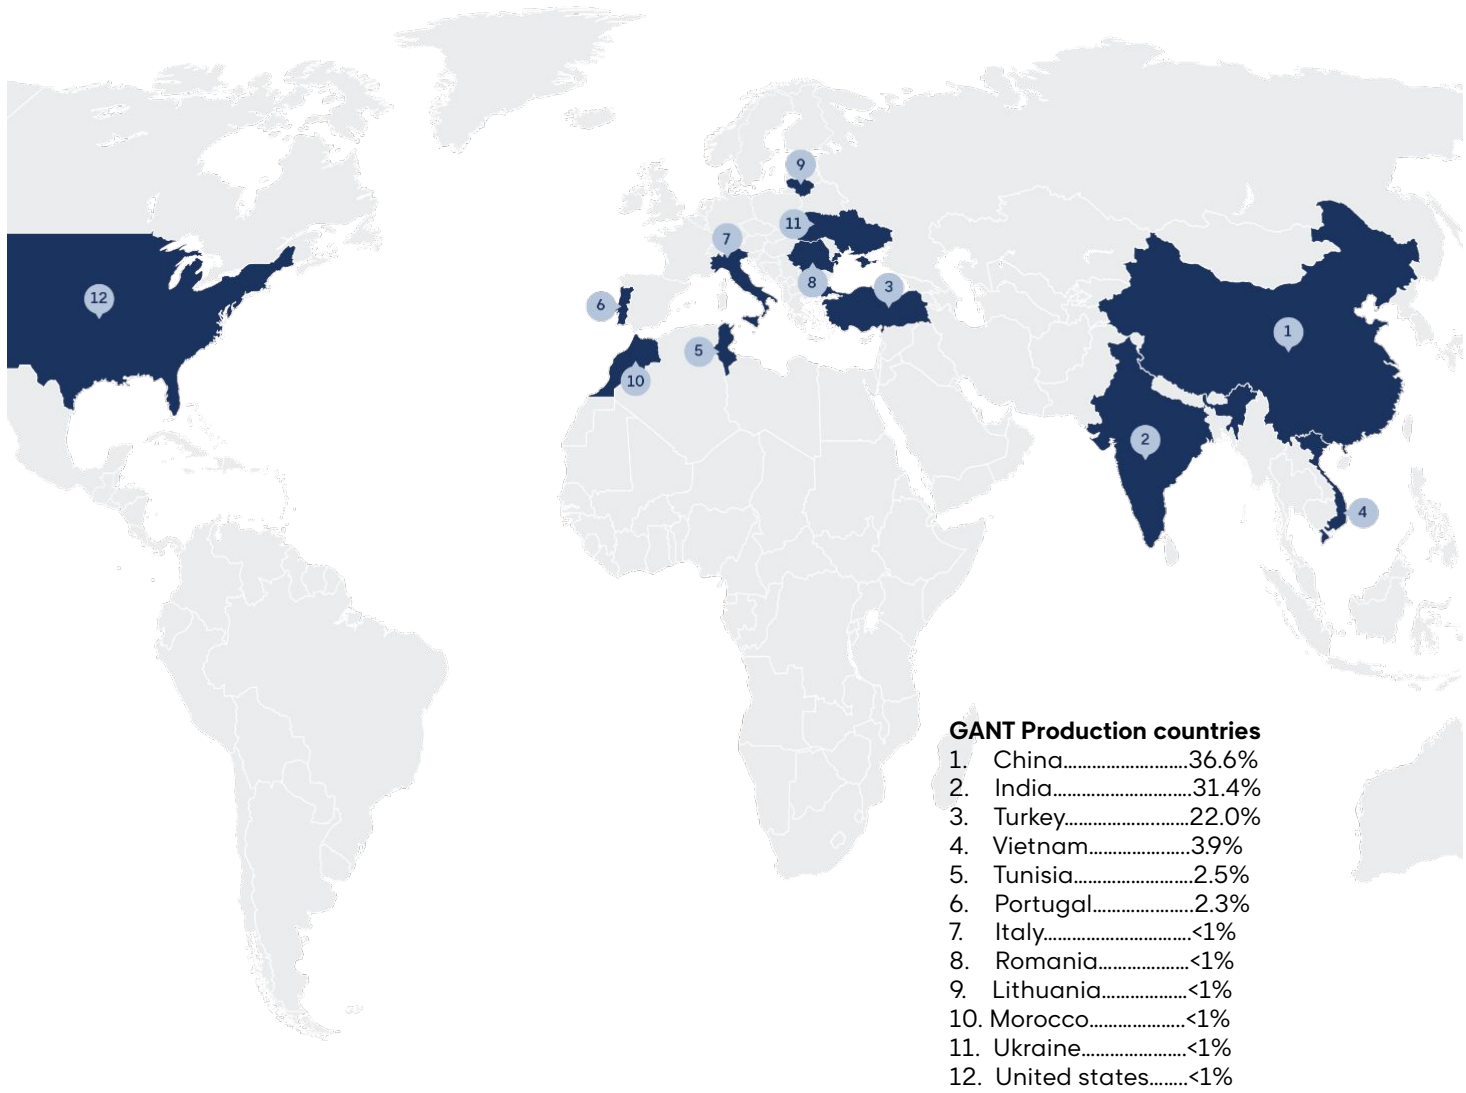 9
11
7
8
3
6
5
10
12
1
2
4
GANT Production countries
1. China.......................36.6%
2. India..........................31.4%
3. Turkey.......................22.0%
4. Vietnam...................3.9%
5. Tunisia......................2.5%
6. Portugal...................2.3%
7. Italy...........................<1%
8. Romania.................<1%
9. Lithuania................<1%
10. Morocco..................<1%
11. Ukraine....................<1%
12. United states........<1%